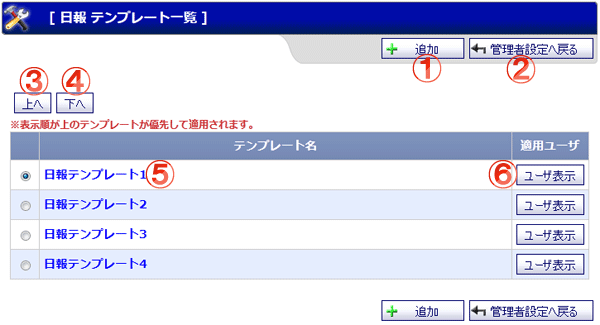 [ 日報 テンプレート一覧 ]
追加 管理者設定へ戻る
① ②
③ ④
上へ 下へ
※表示順が上のテンプレートが優先して適用されます。
テンプレート名 適用ユーザ
日報テンプレート1 ⑤ ⑥ ユーザ表示
日報テンプレート2 ユーザ表示
日報テンプレート3 ユーザ表示
日報テンプレート4 ユーザ表示
追加 管理者設定へ戻る